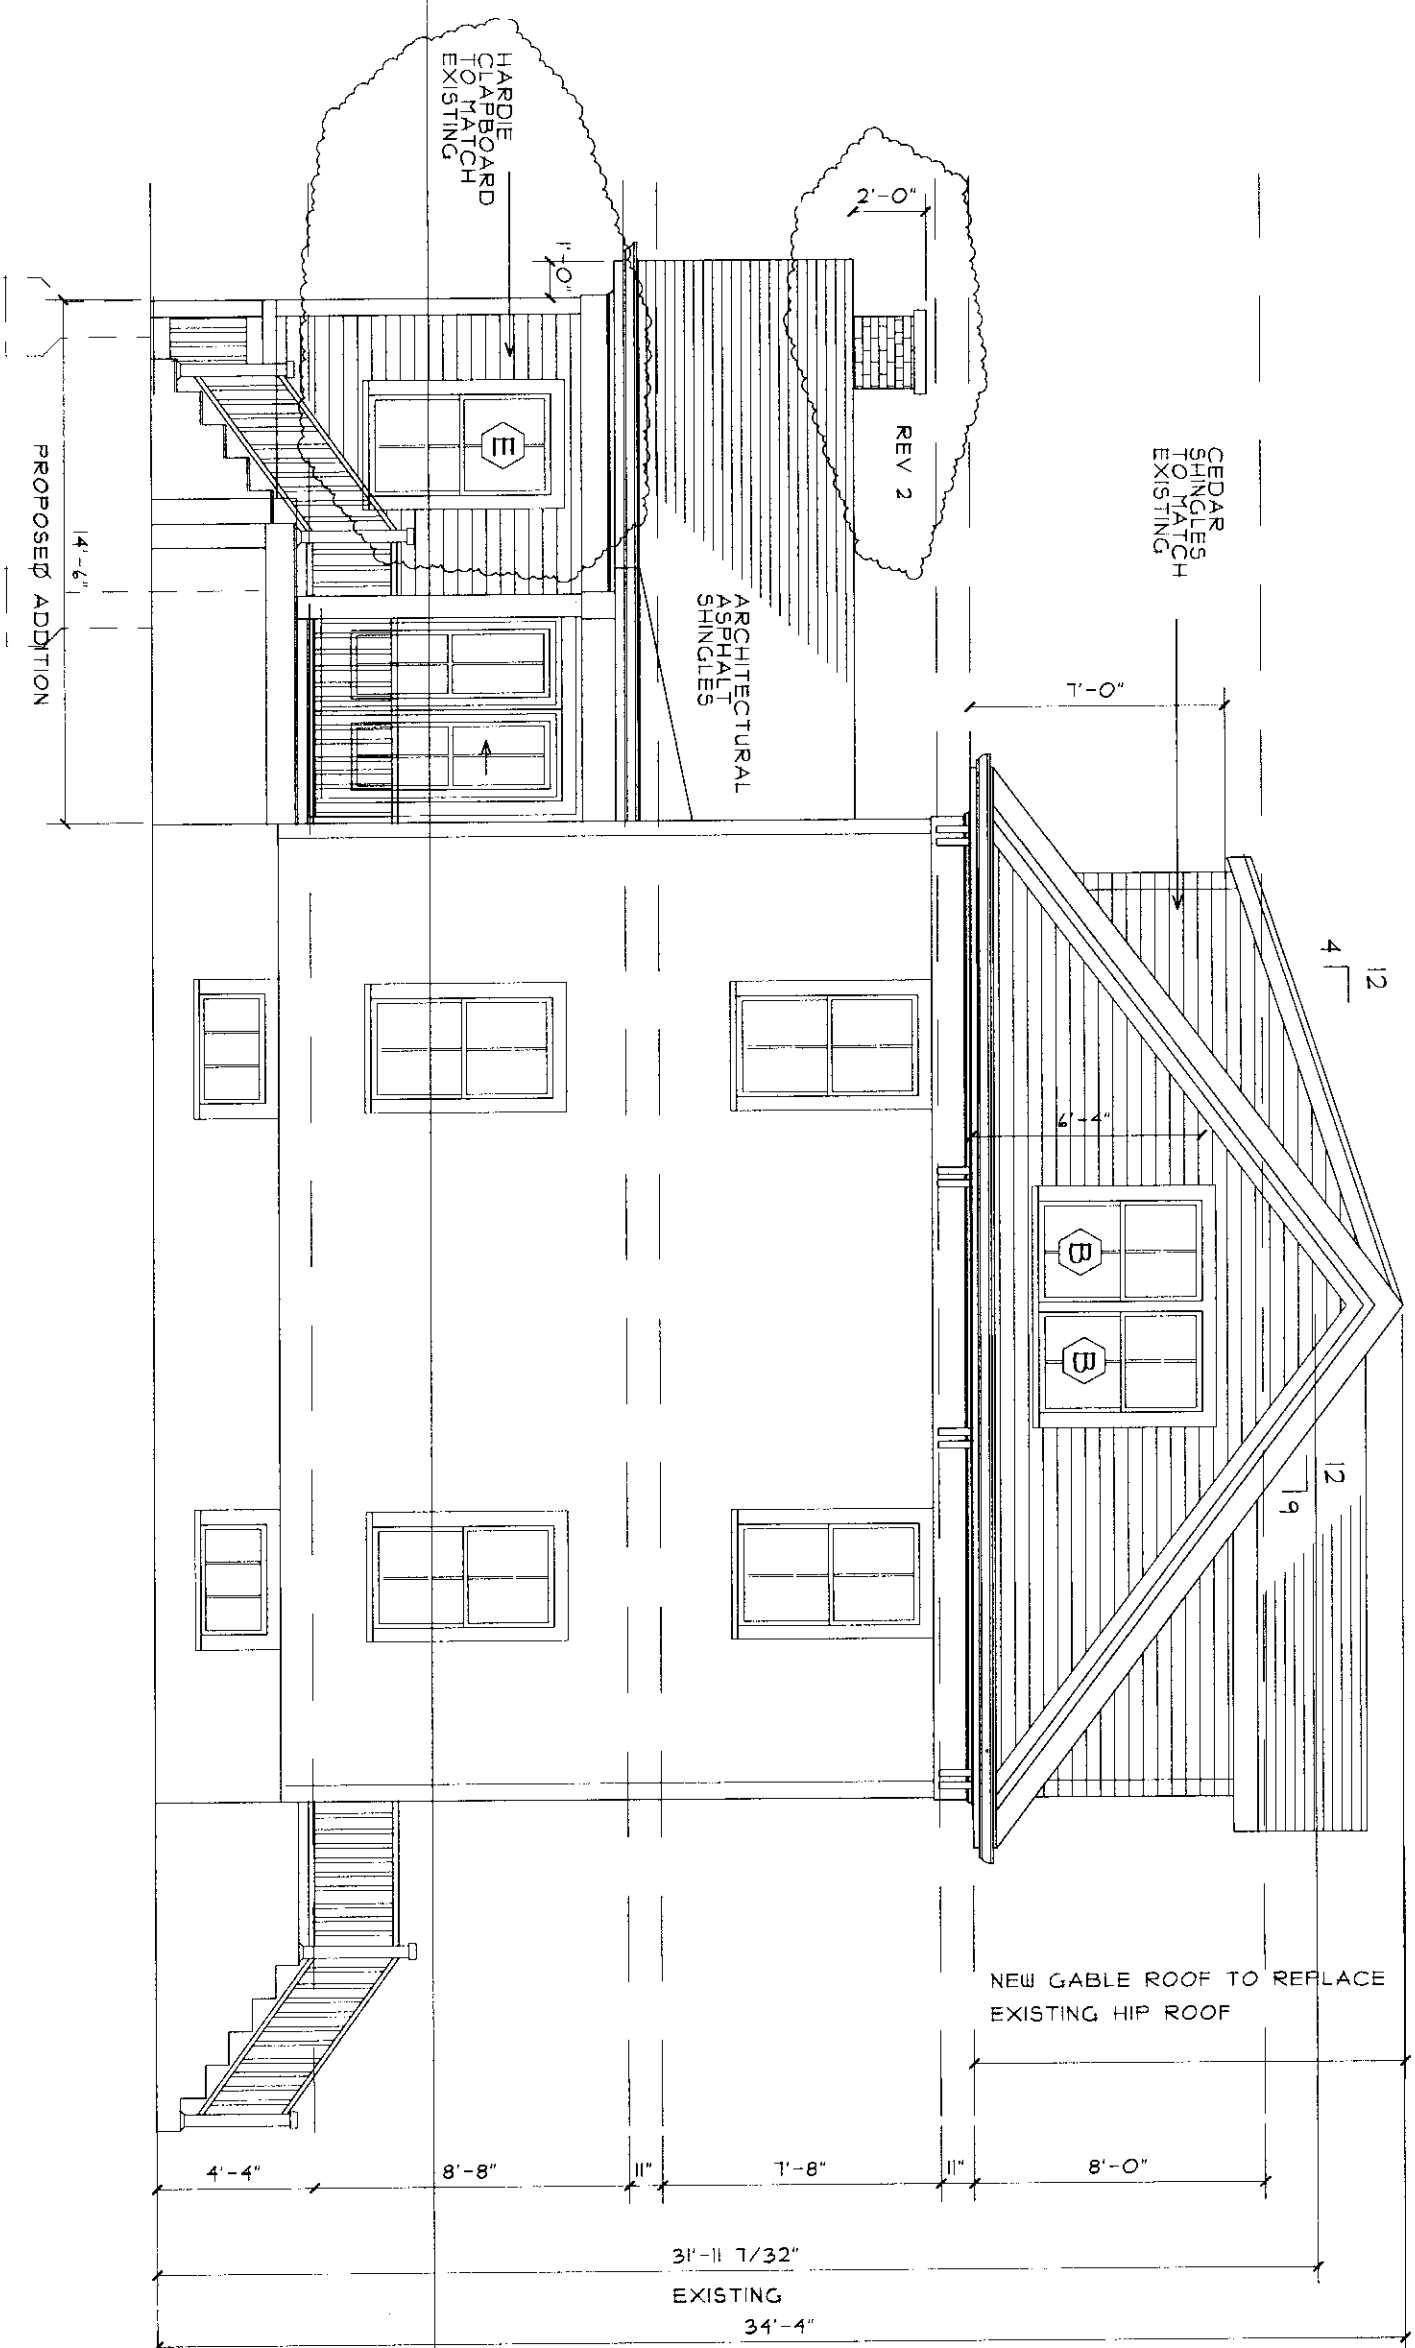 HARDIE
CLAPBOARD
TO MATCH
EXISTING
1'-0"
2'-0"
REV 2
CEDAR
SHINGLES
TO MATCH
EXISTING
ARCHITECTURAL
ASPHALT
SHINGLES
7'-0"
12
4
6'-4"
E
B
B
12
9
14'-6"
PROPOSED ADDITION
NEW GABLE ROOF TO REPLACE
EXISTING HIP ROOF
4'-4"
8'-8"
11"
7'-8"
11"
8'-0"
31'-11 7/32"
EXISTING
34'-4"